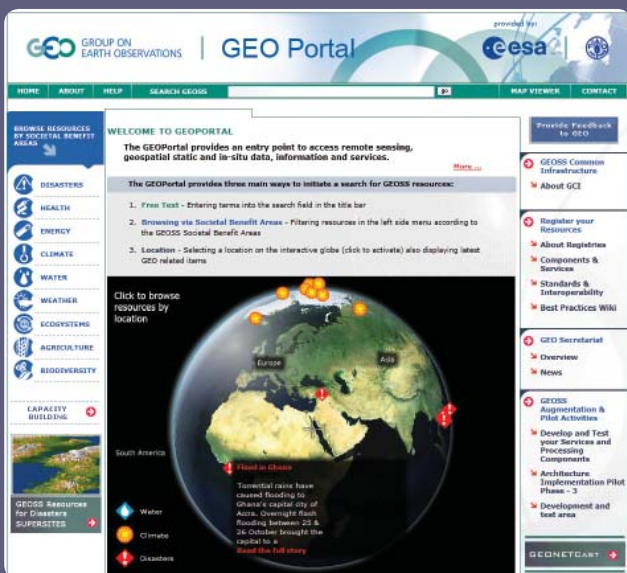 provided by:
GEO GROUP ON
EARTH OBSERVATIONS
GEO Portal
esa
HOME ABOUT HELP SEARCH GEOSS go MAP VIEWER CONTACT
BROWSE RESOURCES
BY SOCIETAL BENEFIT
AREAS
DISASTERS
HEALTH
ENERGY
CLIMATE
WATER
WEATHER
ECOSYSTEMS
AGRICULTURE
BIODIVERSITY
CAPACITY
BUILDING
GEOSS Resources
for Disasters
SUPERSITES
WELCOME TO GEOPORTAL
The GEOPortal provides an entry point to access remote sensing,
geospatial static and in-situ data, information and services.
More ...
The GEOPortal provides three main ways to initiate a search for GEOSS resources:
1. Free Text - Entering terms into the search field in the title bar
2. Browsing via Societal Benefit Areas - Filtering resources in the left side menu according to
the GEOSS Societal Benefit Areas
3. Location - Selecting a location on the interactive globe (click to activate) also displaying latest
GEO related items
Click to browse
resources by
location
Europe
Asia
South America
Flood in Ghana
Torrential rains have
caused flooding to
Ghana's capital city of
Accra. Overnight flash
flooding between 25 &
26 October brought the
capital to a
Read the full story
Water
Climate
Disasters
Provide Feedback
to GEO
GEOSS Common
Infrastructure
About GCI
Register your
Resources
About Registries
Components &
Services
Standards &
Interoperability
Best Practices Wiki
GEO Secretariat
Overview
News
GEOSS
Augmentation &
Pilot Activities
Develop and Test
your Services and
Processing
Components
Architecture
Implementation Pilot
Phase - 3
Development and
test area
GEONETCAST